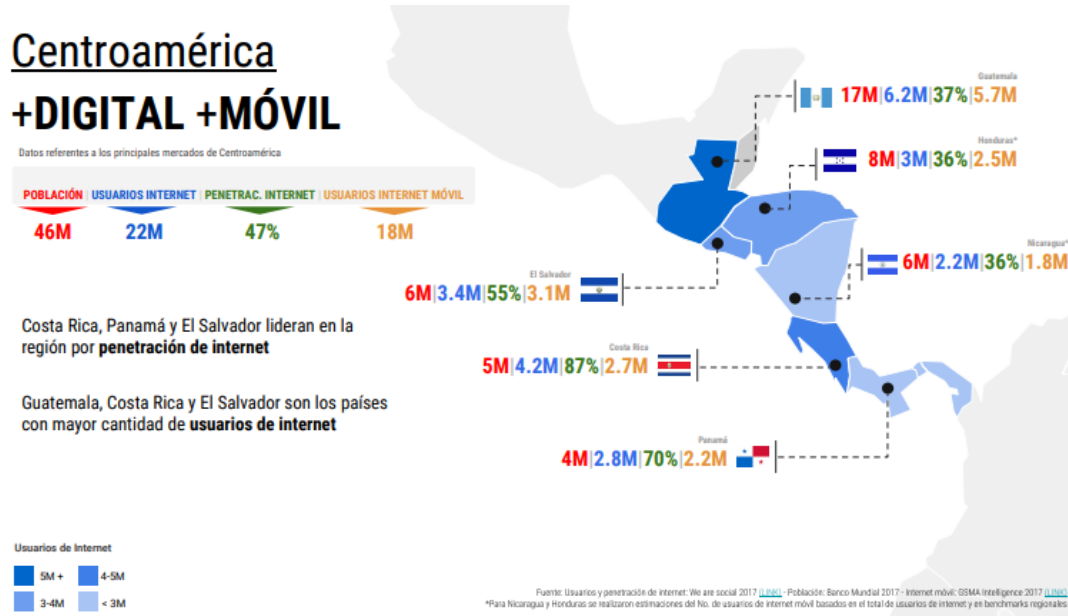 Centroamérica
+DIGITAL +MÓVIL
Datos referentes a los principales mercados de Centroamérica
POBLACIÓN | USUARIOS INTERNET | PENETRAC. INTERNET | USUARIOS INTERNET MÓVIL
46M 22M 47% 18M
Guatemala
17M|6.2M|37%|5.7M
Honduras*
8M|3M|36%|2.5M
Nicaragua*
6M|2.2M|36%|1.8M
El Salvador
6M|3.4M|55%|3.1M
Costa Rica
5M|4.2M|87%|2.7M
Panamá
4M|2.8M|70%|2.2M
Costa Rica, Panamá y El Salvador lideran en la
región por penetración de internet
Guatemala, Costa Rica y El Salvador son los países
con mayor cantidad de usuarios de internet
Usuarios de Internet
5M + 4-5M
3-4M < 3M
Fuente: Usuarios y penetración de internet: We are social 2017 (LINK) - Población: Banco Mundial 2017 - Internet móvil: GSMA Intelligence 2017 (LINK)
*Para Nicaragua y Honduras se realizaron estimaciones del No. de usuarios de internet móvil basados en el total de usuarios de internet y en benchmarks regionales